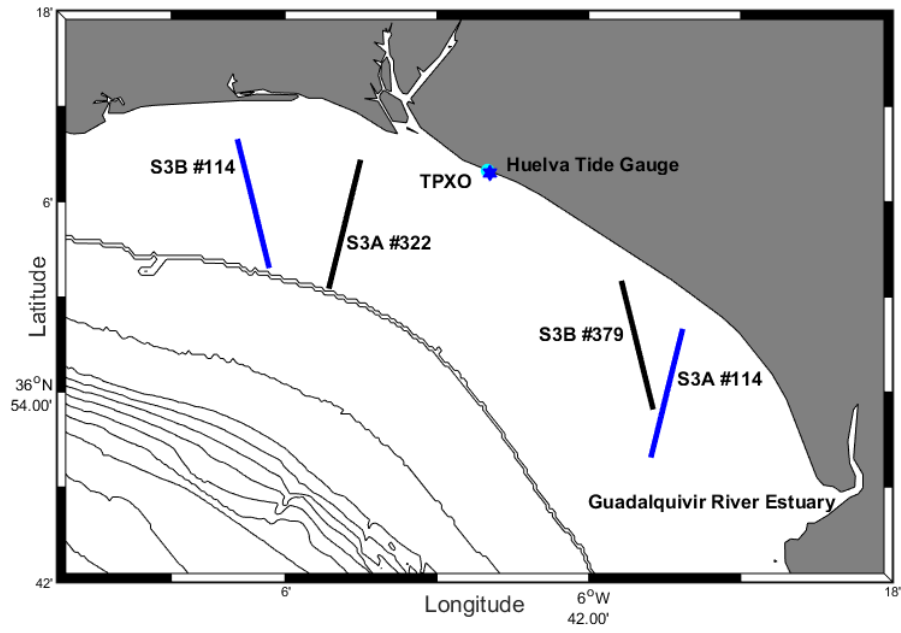 18'
S3B #114
Huelva Tide Gauge
TPXO
6'
S3A #322
Latitude
S3B #379
S3A #114
36°N
54.00'
Guadalquivir River Estuary
42'
6'
6°W
18'
Longitude
42.00'